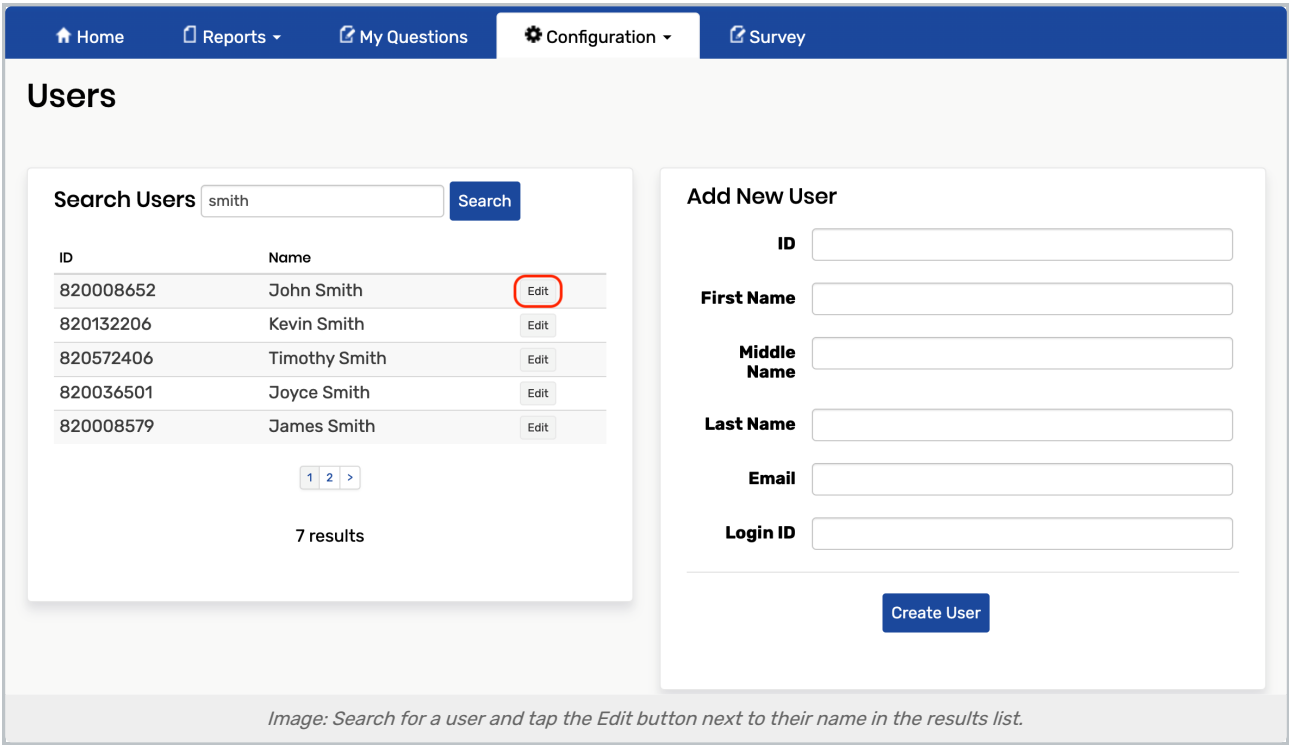 Home Reports My Questions Configuration Survey
Users
Search Users smith Search
ID Name
820008652 John Smith Edit
820132206 Kevin Smith Edit
820572406 Timothy Smith Edit
820036501 Joyce Smith Edit
820008579 James Smith Edit
1 2 >
7 results
Add New User
ID
First Name
Middle
Name
Last Name
Email
Login ID
Create User
Image: Search for a user and tap the Edit button next to their name in the results list.